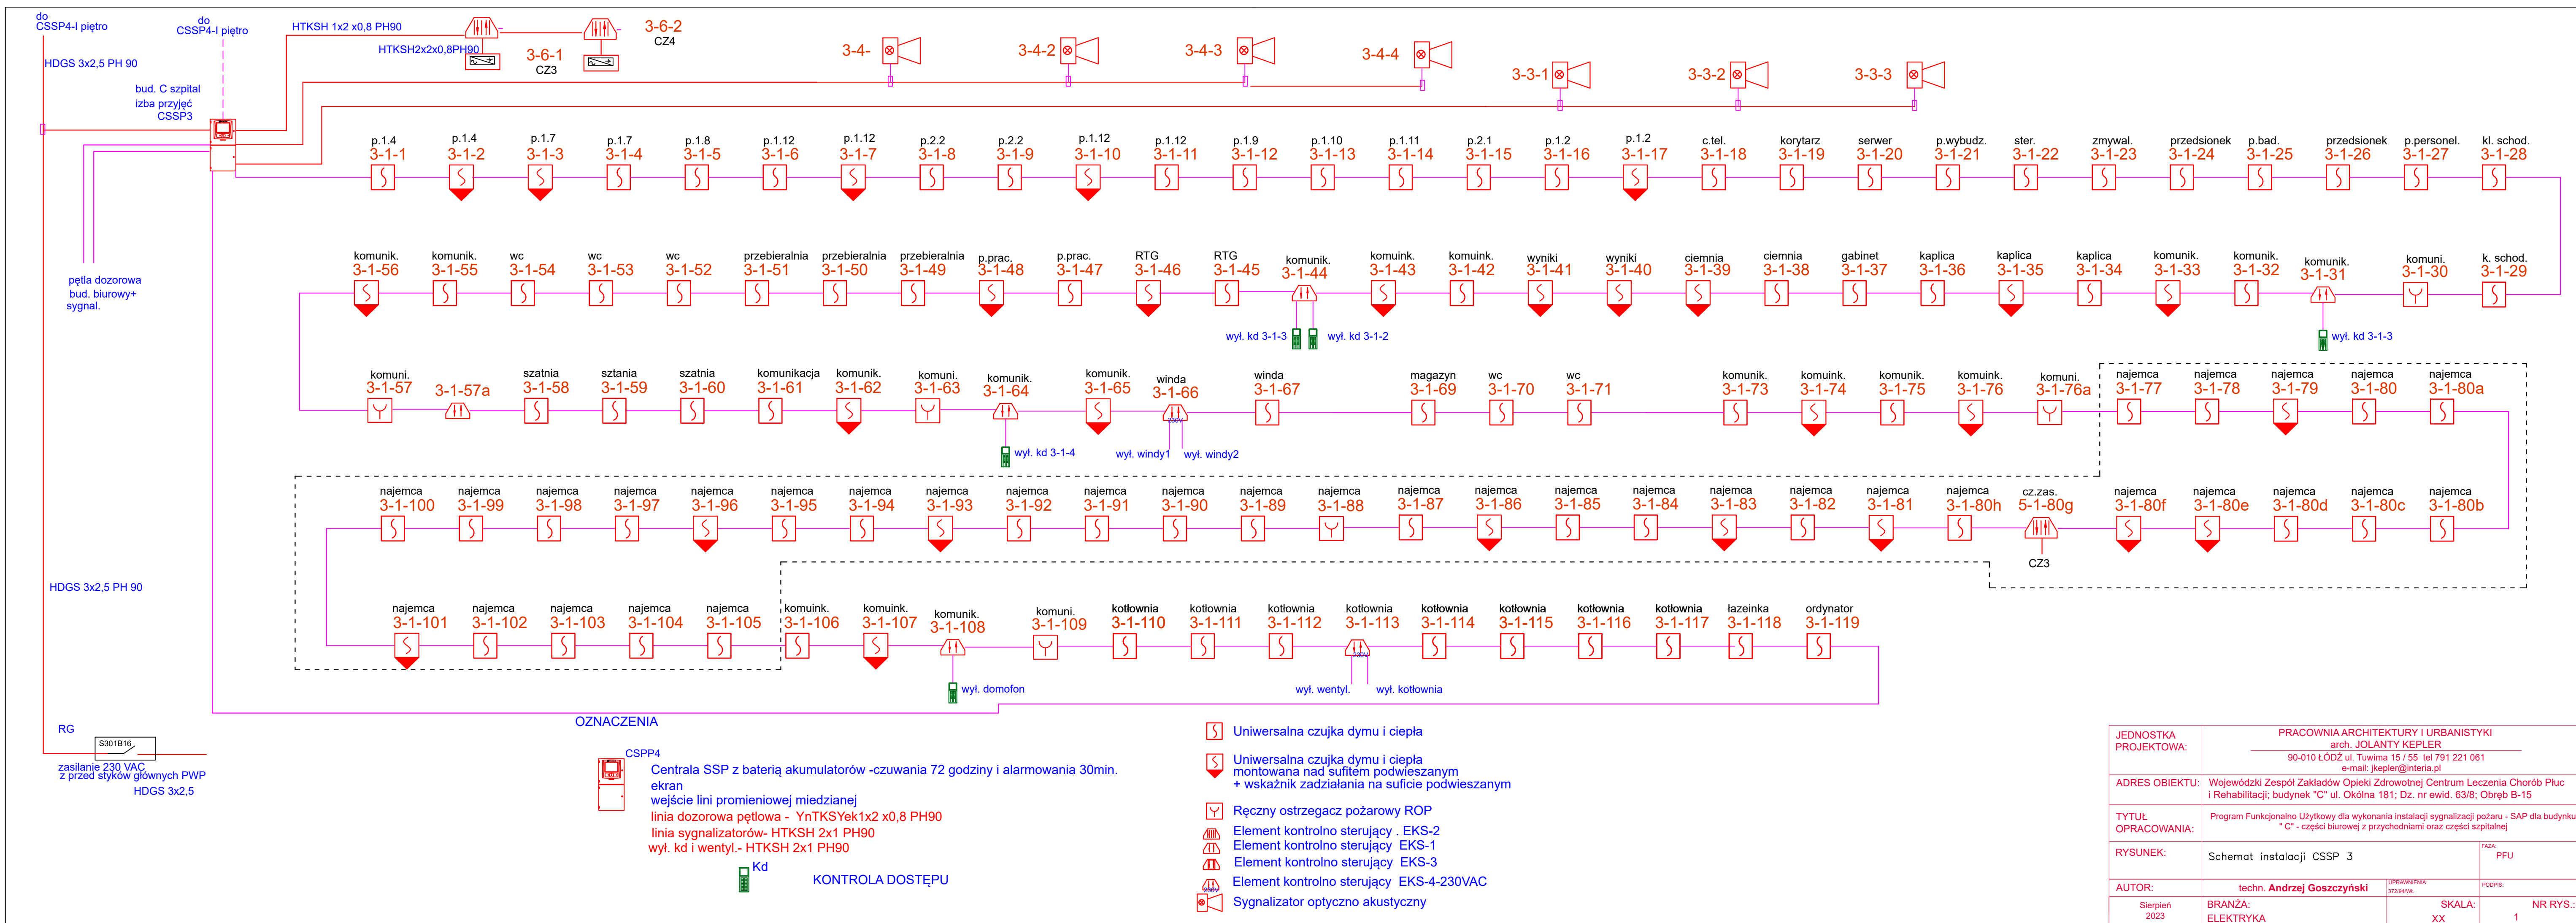 do
CSSP4-I piętro
do
CSSP4-I piętro
HTKSH 1x2 x0,8 PH90
HTKSH2x2x0,8PH90
3-6-1
CZ3
3-6-2
CZ4
HDGS 3x2,5 PH 90
bud. C szpital
izba przyjęć
CSSP3
3-4- 3-4-2 3-4-3 3-4-4
3-3-1 3-3-2 3-3-3
p.1.4 p.1.4 p.1.7 p.1.7 p.1.8 p.1.12 p.1.12 p.2.2 p.2.2 p.1.12 p.1.12 p.1.9 p.1.10 p.1.11 p.2.1 p.1.2 p.1.2 c.tel. korytarz serwer p.wybudz. ster. zmywal. przedsionek p.bad. przedsionek p.personel. kl. schod.
3-1-1 3-1-2 3-1-3 3-1-4 3-1-5 3-1-6 3-1-7 3-1-8 3-1-9 3-1-10 3-1-11 3-1-12 3-1-13 3-1-14 3-1-15 3-1-16 3-1-17 3-1-18 3-1-19 3-1-20 3-1-21 3-1-22 3-1-23 3-1-24 3-1-25 3-1-26 3-1-27 3-1-28
pętla dozorowa
bud. biurowy+
sygnal.
komunik. komunik. wc wc wc przebieralnia przebieralnia przebieralnia p.prac. p.prac. RTG RTG komunik. komuink. komuink. wyniki wyniki ciemnia ciemnia gabinet kaplica kaplica kaplica komunik. komunik. komunik. komuni. k. schod.
3-1-56 3-1-55 3-1-54 3-1-53 3-1-52 3-1-51 3-1-50 3-1-49 3-1-48 3-1-47 3-1-46 3-1-45 3-1-44 3-1-43 3-1-42 3-1-41 3-1-40 3-1-39 3-1-38 3-1-37 3-1-36 3-1-35 3-1-34 3-1-33 3-1-32 3-1-31 3-1-30 3-1-29
wył. kd 3-1-3 wył. kd 3-1-2 wył. kd 3-1-3
komuni. szatnia sztania szatnia komunikacja komunik. komuni. komunik. komunik. winda winda magazyn wc wc komunik. komuink. komunik. komuink. komuni. najemca najemca najemca najemca najemca
3-1-57 3-1-57a 3-1-58 3-1-59 3-1-60 3-1-61 3-1-62 3-1-63 3-1-64 3-1-65 3-1-66 3-1-67 3-1-69 3-1-70 3-1-71 3-1-73 3-1-74 3-1-75 3-1-76 3-1-76a 3-1-77 3-1-78 3-1-79 3-1-80 3-1-80a
230V
wył. kd 3-1-4 wył. windy1 wył. windy2
najemca najemca najemca najemca najemca najemca najemca najemca najemca najemca najemca najemca najemca najemca najemca najemca najemca najemca najemca najemca najemca cz.zas. najemca najemca najemca najemca najemca
3-1-100 3-1-99 3-1-98 3-1-97 3-1-96 3-1-95 3-1-94 3-1-93 3-1-92 3-1-91 3-1-90 3-1-89 3-1-88 3-1-87 3-1-86 3-1-85 3-1-84 3-1-83 3-1-82 3-1-81 3-1-80h 5-1-80g 3-1-80f 3-1-80e 3-1-80d 3-1-80c 3-1-80b
CZ3
HDGS 3x2,5 PH 90
najemca najemca najemca najemca najemca komuink. komuink. komunik. komuni. kotłownia kotłownia kotłownia kotłownia kotłownia kotłownia kotłownia kotłownia łazeinka ordynator
3-1-101 3-1-102 3-1-103 3-1-104 3-1-105 3-1-106 3-1-107 3-1-108 3-1-109 3-1-110 3-1-111 3-1-112 3-1-113 3-1-114 3-1-115 3-1-116 3-1-117 3-1-118 3-1-119
230V
wył. domofon wył. wentyl. wył. kotłownia
RG
S301B16
zasilanie 230 VAC
z przed styków głównych PWP
HDGS 3x2,5
OZNACZENIA
CSPP4
Centrala SSP z baterią akumulatorów -czuwania 72 godziny i alarmowania 30min.
ekran
wejście lini promieniowej miedzianej
linia dozorowa pętlowa - YnTKSYek1x2 x0,8 PH90
linia sygnalizatorów- HTKSH 2x1 PH90
wył. kd i wentyl.- HTKSH 2x1 PH90
Kd
KONTROLA DOSTĘPU
Uniwersalna czujka dymu i ciepła
Uniwersalna czujka dymu i ciepła
montowana nad sufitem podwieszanym
+ wskażnik zadziałania na suficie podwieszanym
Ręczny ostrzegacz pożarowy ROP
Element kontrolno sterujący . EKS-2
Element kontrolno sterujący EKS-1
Element kontrolno sterujący EKS-3
Element kontrolno sterujący EKS-4-230VAC
230V
Sygnalizator optyczno akustyczny
JEDNOSTKA
PROJEKTOWA:
PRACOWNIA ARCHITEKTURY I URBANISTYKI
arch. JOLANTY KEPLER
90-010 ŁÓDŹ ul. Tuwima 15 / 55 tel 791 221 061
e-mail: jkepler@interia.pl
ADRES OBIEKTU:
Wojewódzki Zespół Zakładów Opieki Zdrowotnej Centrum Leczenia Chorób Płuc
i Rehabilitacji; budynek "C" ul. Okólna 181; Dz. nr ewid. 63/8; Obręb B-15
TYTUŁ
OPRACOWANIA:
Program Funkcjonalno Użytkowy dla wykonania instalacji sygnalizacji pożaru - SAP dla budynku
" C" - części biurowej z przychodniami oraz części szpitalnej
RYSUNEK:
Schemat instalacji CSSP 3
FAZA:
PFU
AUTOR:
techn. Andrzej Goszczyński
UPRAWNIENIA:
372/94/WŁ
PODPIS:
Sierpień
2023
BRANŻA:
ELEKTRYKA
SKALA:
XX
NR RYS.:
1